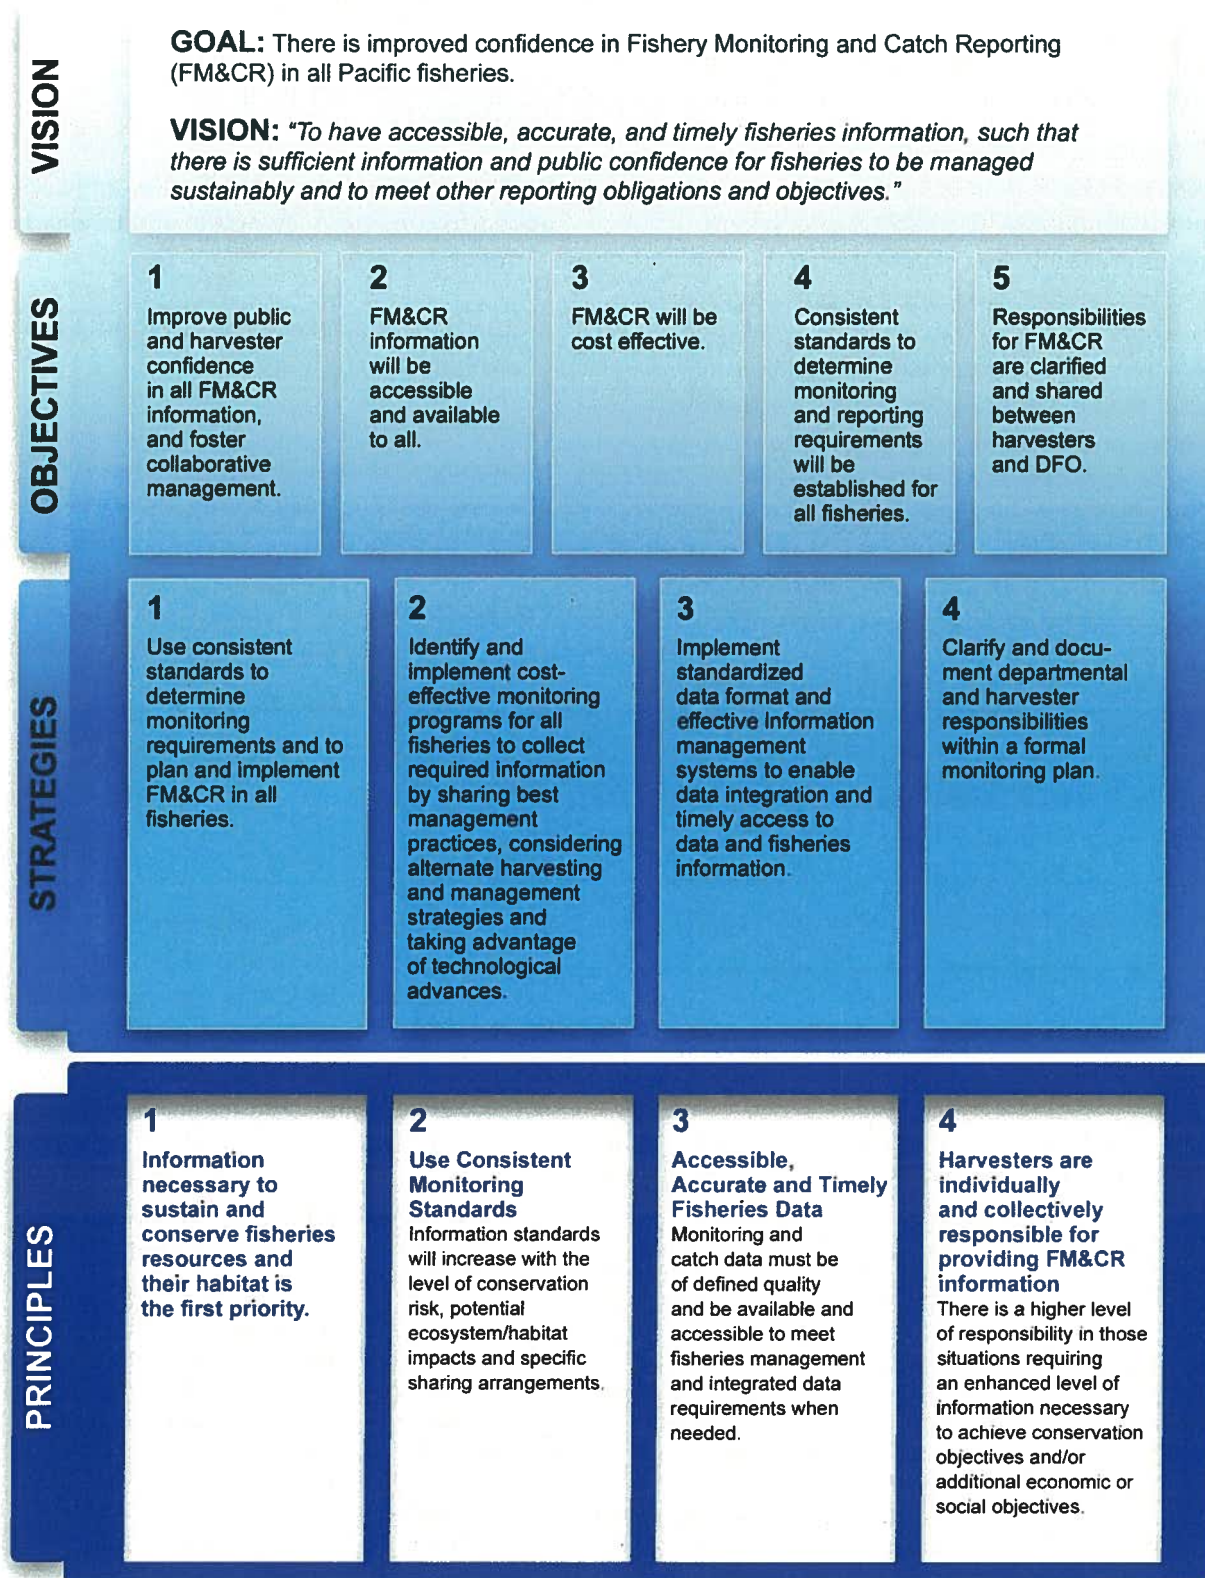 VISION
GOAL: There is improved confidence in Fishery Monitoring and Catch Reporting
(FM&CR) in all Pacific fisheries.
VISION: "To have accessible, accurate, and timely fisheries information, such that
there is sufficient information and public confidence for fisheries to be managed
sustainably and to meet other reporting obligations and objectives."
OBJECTIVES
1
Improve public
and harvester
confidence
in all FM&CR
information,
and foster
collaborative
management.
2
FM&CR
information
will be
accessible
and available
to all.
3
FM&CR will be
cost effective.
4
Consistent
standards to
determine
monitoring
and reporting
requirements
will be
established for
all fisheries.
5
Responsibilities
for FM&CR
are clarified
and shared
between
harvesters
and DFO.
STRATEGIES
1
Use consistent
standards to
determine
monitoring
requirements and to
plan and implement
FM&CR in all
fisheries.
2
Identify and
implement cost-
effective monitoring
programs for all
fisheries to collect
required information
by sharing best
management
practices, considering
alternate harvesting
and management
strategies and
taking advantage
of technological
advances.
3
Implement
standardized
data format and
effective information
management
systems to enable
data integration and
timely access to
data and fisheries
information.
4
Clarify and docu-
ment departmental
and harvester
responsibilities
within a formal
monitoring plan.
PRINCIPLES
1
Information
necessary to
sustain and
conserve fisheries
resources and
their habitat is
the first priority.
2
Use Consistent
Monitoring
Standards
Information standards
will increase with the
level of conservation
risk, potential
ecosystem/habitat
impacts and specific
sharing arrangements.
3
Accessible,
Accurate and Timely
Fisheries Data
Monitoring and
catch data must be
of defined quality
and be available and
accessible to meet
fisheries management
and integrated data
requirements when
needed.
4
Harvesters are
individually
and collectively
responsible for
providing FM&CR
information
There is a higher level
of responsibility in those
situations requiring
an enhanced level of
information necessary
to achieve conservation
objectives and/or
additional economic or
social objectives.